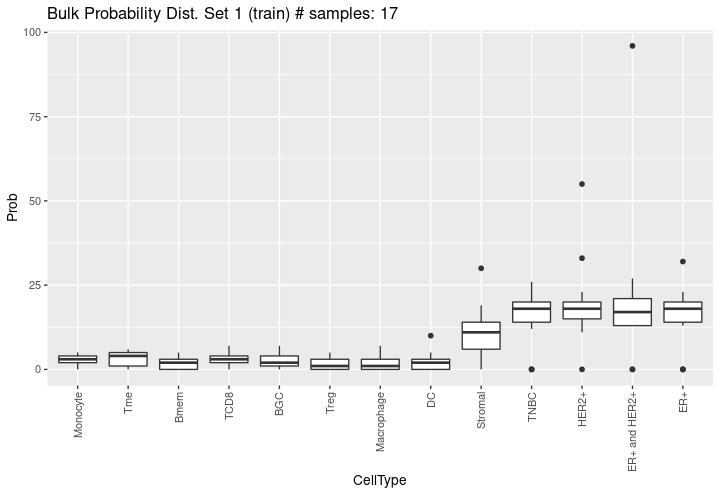 Bulk Probability Dist. Set 1 (train) # samples: 17
100
75
50
25
0
Prob
Monocyte
Tme
Bmem
TCD8
BGC
Treg
Macrophage
DC
Stromal
TNBC
HER2+
ER+ and HER2+
ER+
CellType